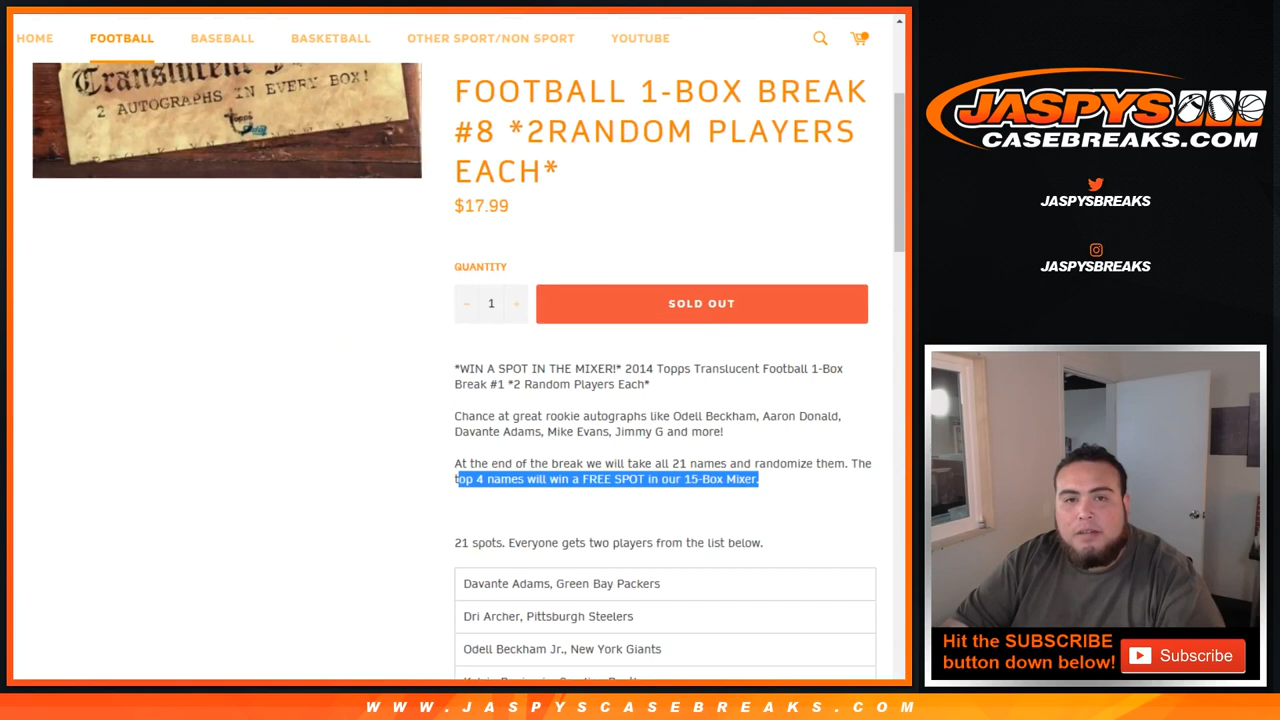 HOME FOOTBALL BASEBALL BASKETBALL OTHER SPORT/NON SPORT YOUTUBE
2 AUTOGRAPHS IN EVERY BOX!
FOOTBALL 1-BOX BREAK
#8 *2RANDOM PLAYERS
EACH*
$17.99
QUANTITY
− 1 +
SOLD OUT
*WIN A SPOT IN THE MIXER!* 2014 Topps Translucent Football 1-Box
Break #1 *2 Random Players Each*
Chance at great rookie autographs like Odell Beckham, Aaron Donald,
Davante Adams, Mike Evans, Jimmy G and more!
At the end of the break we will take all 21 names and randomize them. The
top 4 names will win a FREE SPOT in our 15-Box Mixer.
21 spots. Everyone gets two players from the list below.
Davante Adams, Green Bay Packers
Dri Archer, Pittsburgh Steelers
Odell Beckham Jr., New York Giants
JASPYS
CASEBREAKS.COM
JASPYSBREAKS
JASPYSBREAKS
Hit the SUBSCRIBE
button down below!
Subscribe
WWW.JASPYSCASEBREAKS.COM